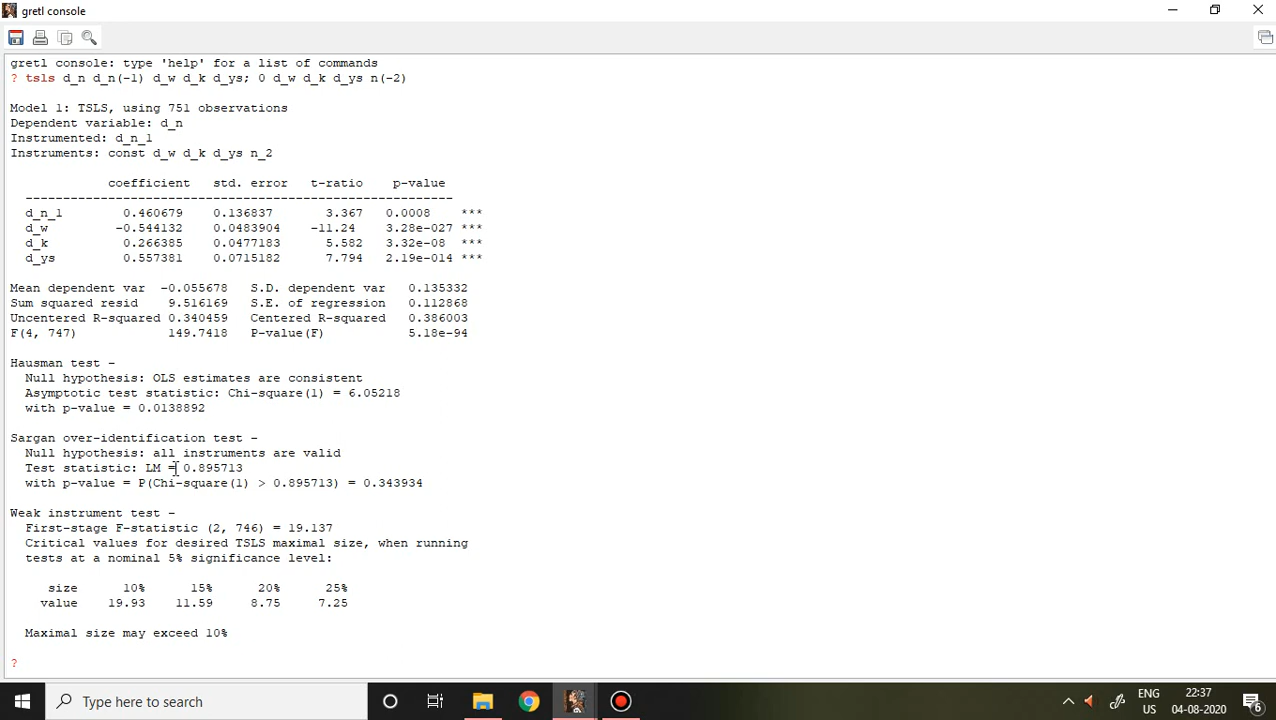 gretl console
gretl console: type 'help' for a list of commands
? tsls d_n d_n(-1) d_w d_k d_ys; 0 d_w d_k d_ys n(-2)
Model 1: TSLS, using 751 observations
Dependent variable: d_n
Instrumented: d_n_1
Instruments: const d_w d_k d_ys n_2
coefficient std. error t-ratio p-value
---------------------------------------------------------
d_n_1 0.460679 0.136837 3.367 0.0008 ***
d_w -0.544132 0.0483904 -11.24 3.28e-027 ***
d_k 0.266385 0.0477183 5.582 3.32e-08 ***
d_ys 0.557381 0.0715182 7.794 2.19e-014 ***
Mean dependent var -0.055678 S.D. dependent var 0.135332
Sum squared resid 9.516169 S.E. of regression 0.112868
Uncentered R-squared 0.340459 Centered R-squared 0.386003
F(4, 747) 149.7418 P-value(F) 5.18e-94
Hausman test -
Null hypothesis: OLS estimates are consistent
Asymptotic test statistic: Chi-square(1) = 6.05218
with p-value = 0.0138892
Sargan over-identification test -
Null hypothesis: all instruments are valid
Test statistic: LM = 0.895713
with p-value = P(Chi-square(1) > 0.895713) = 0.343934
Weak instrument test -
First-stage F-statistic (2, 746) = 19.137
Critical values for desired TSLS maximal size, when running
tests at a nominal 5% significance level:
size 10% 15% 20% 25%
value 19.93 11.59 8.75 7.25
Maximal size may exceed 10%
?
Type here to search
ENG 22:37
US 04-08-2020 6